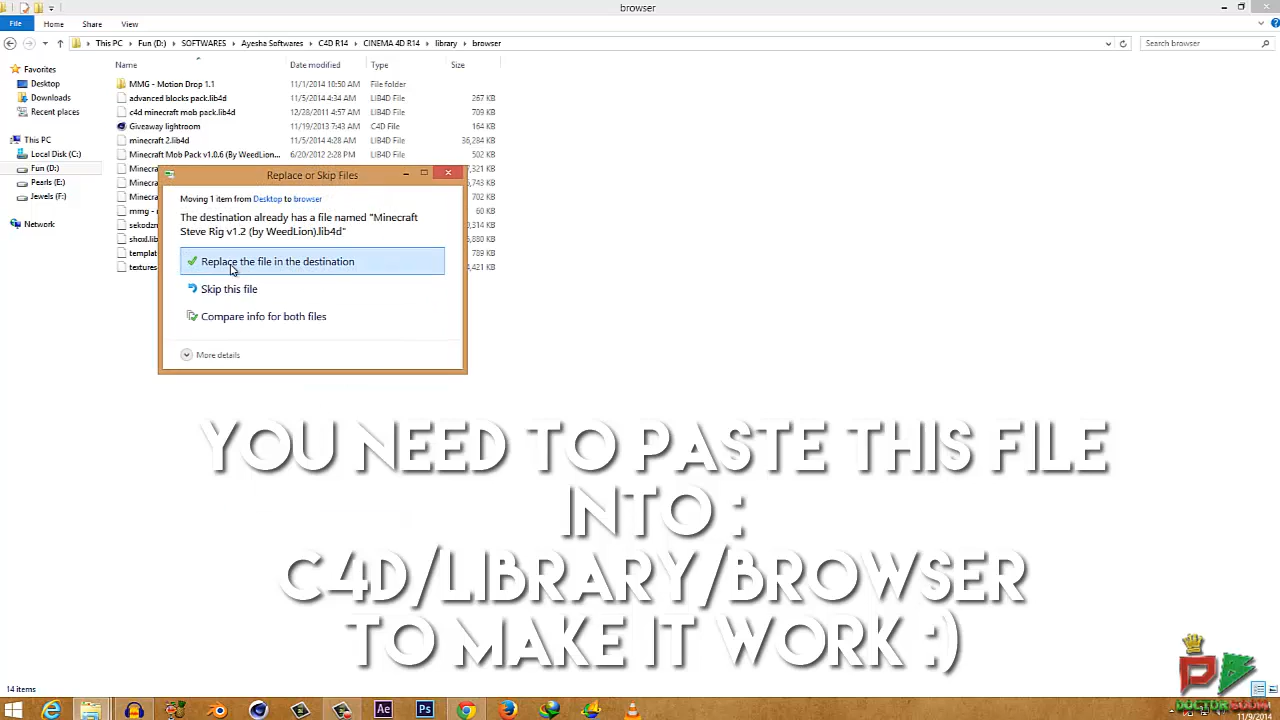 browser
File Home Share View
This PC Fun (D:) SOFTWARES Ayesha Softwares C4D R14 CINEMA 4D R14 library browser
Search browser
Name Date modified Type Size
Favorites
Desktop
Downloads
Recent places
This PC
Local Disk (C:)
Fun (D:)
Pearls (E:)
Jewels (F:)
Network
MMG - Motion Drop 1.1 11/1/2014 10:50 AM File folder
advanced blocks pack.lib4d 11/5/2014 4:34 AM LIB4D File 267 KB
c4d minecraft mob pack.lib4d 12/28/2011 4:57 AM LIB4D File 709 KB
Giveaway lightroom 11/19/2013 7:43 AM C4D File 164 KB
minecraft 2.lib4d 11/5/2014 4:28 AM LIB4D File 36,284 KB
Minecraft Mob Pack v1.0.6 (By WeedLion... 6/20/2012 2:28 PM LIB4D File 502 KB
Replace or Skip Files
Moving 1 item from Desktop to browser
The destination already has a file named "Minecraft
Steve Rig v1.2 (by WeedLion).lib4d"
Replace the file in the destination
Skip this file
Compare info for both files
More details
YOU NEED TO PASTE THIS FILE
INTO :
C4D/LIBRARY/BROWSER
TO MAKE IT WORK :)
14 items
Ae Ps
11/9/2014